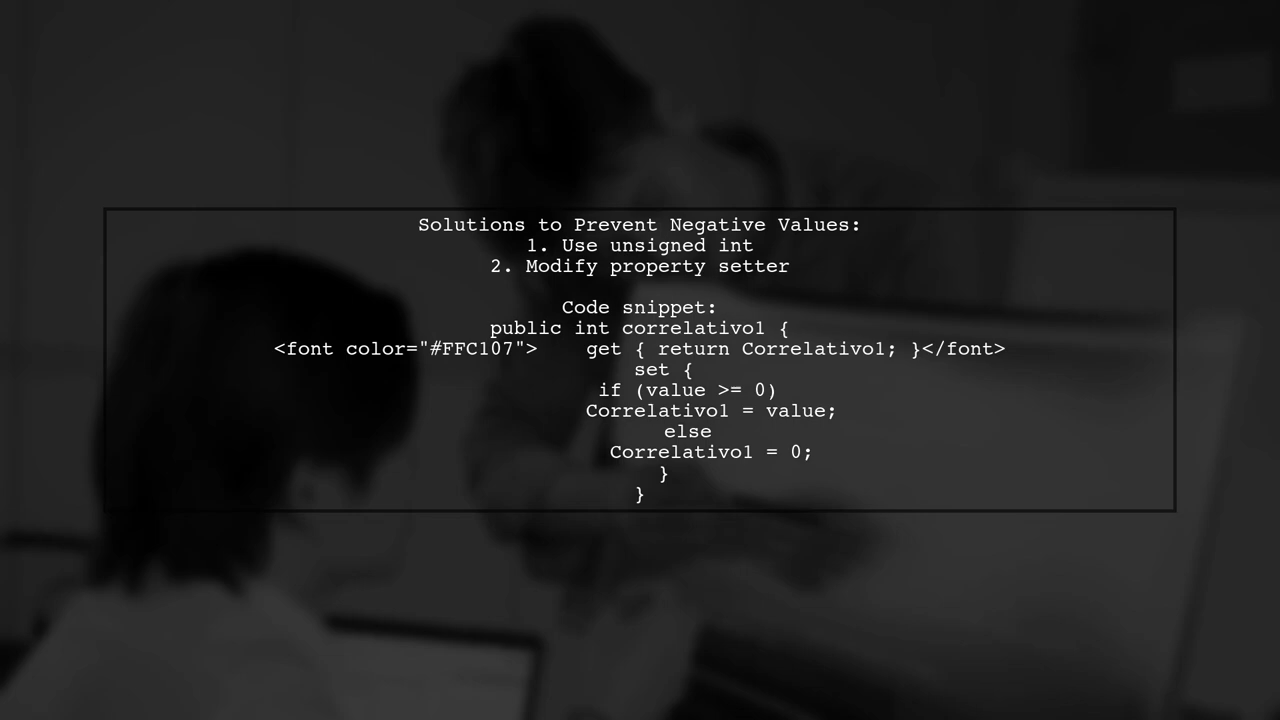 Solutions to Prevent Negative Values:
1. Use unsigned int
2. Modify property setter
Code snippet:
public int correlativo1 {
<font color="#FFC107">    get { return Correlativo1; }</font>
set {
if (value >= 0)
Correlativo1 = value;
else
Correlativo1 = 0;
}
}